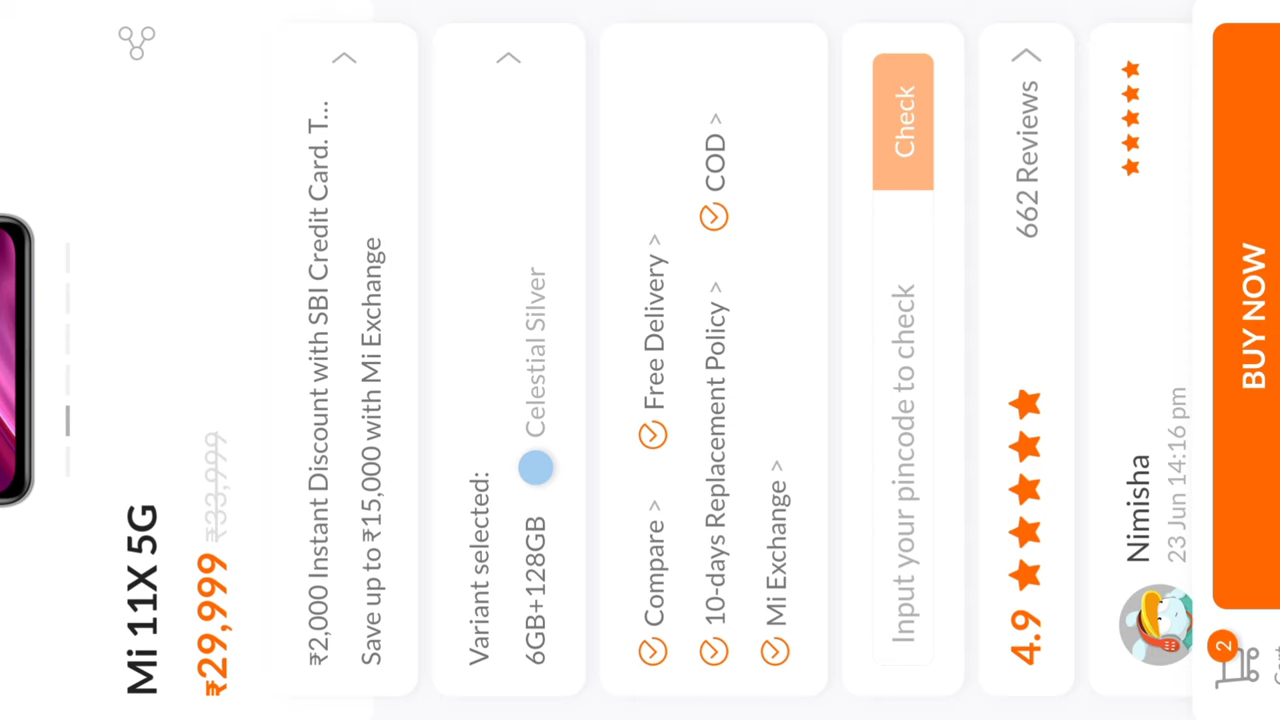 Mi 11X 5G
₹29,999 ₹33,999
₹2,000 Instant Discount with SBI Credit Card. T...
Save up to ₹15,000 with Mi Exchange
Variant selected:
6GB+128GB Celestial Silver
Compare > Free Delivery >
10-days Replacement Policy > COD >
Mi Exchange >
Input your pincode to check Check
4.9 662 Reviews
Nimisha
23 Jun 14:16 pm
2 BUY NOW